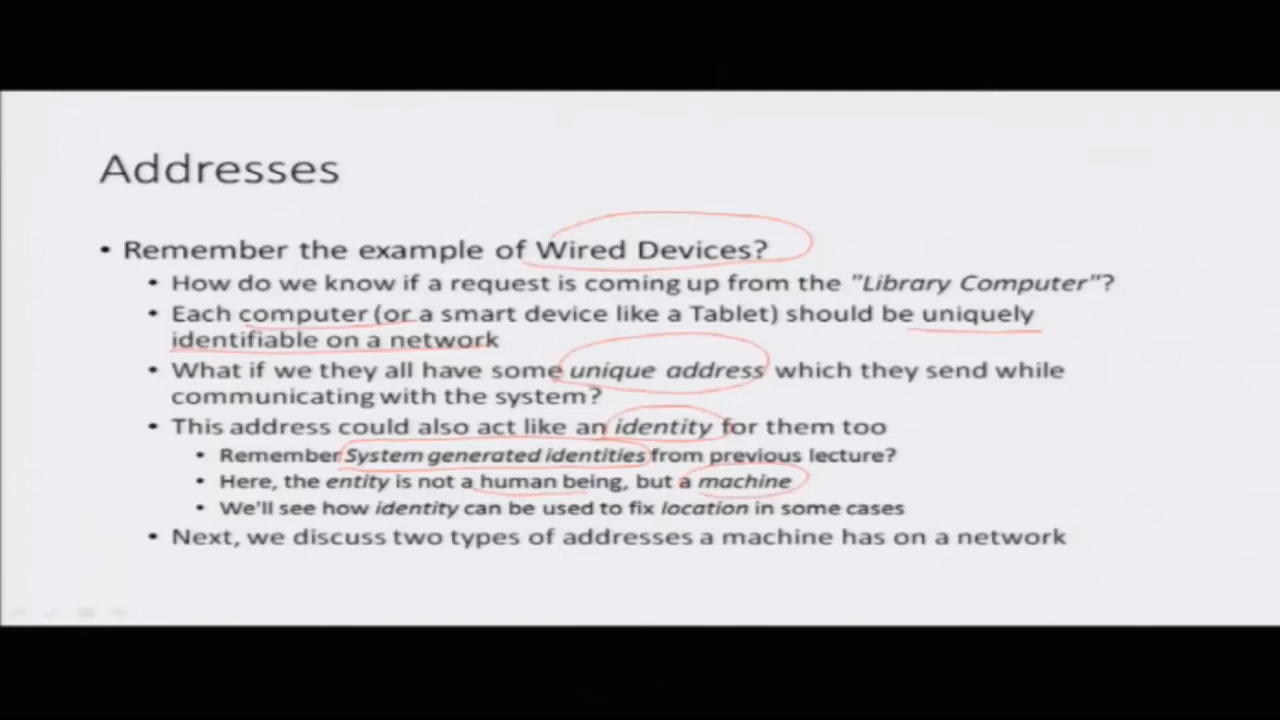 Addresses
• Remember the example of Wired Devices?
• How do we know if a request is coming up from the "Library Computer"?
• Each computer (or a smart device like a Tablet) should be uniquely
identifiable on a network
• What if we they all have some unique address which they send while
communicating with the system?
• This address could also act like an identity for them too
• Remember System generated identities from previous lecture?
• Here, the entity is not a human being, but a machine
• We'll see how identity can be used to fix location in some cases
• Next, we discuss two types of addresses a machine has on a network